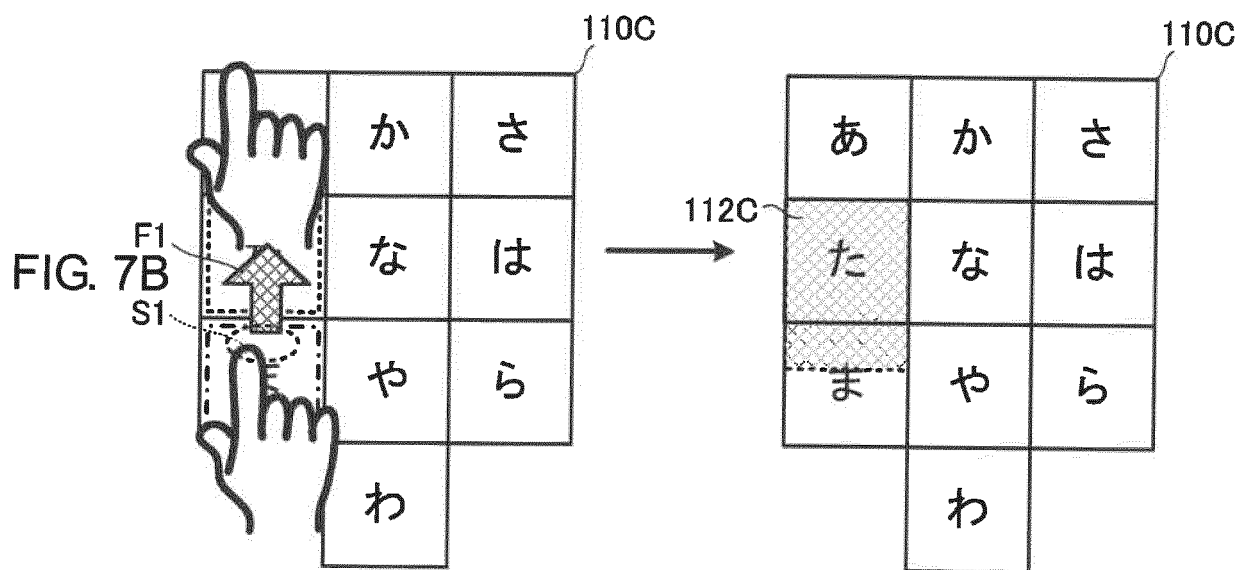 110C
110C
か さ
あ か さ
112C
F1
な は
た な は
FIG. 7B
S1
や ら
ま や ら
わ
わ